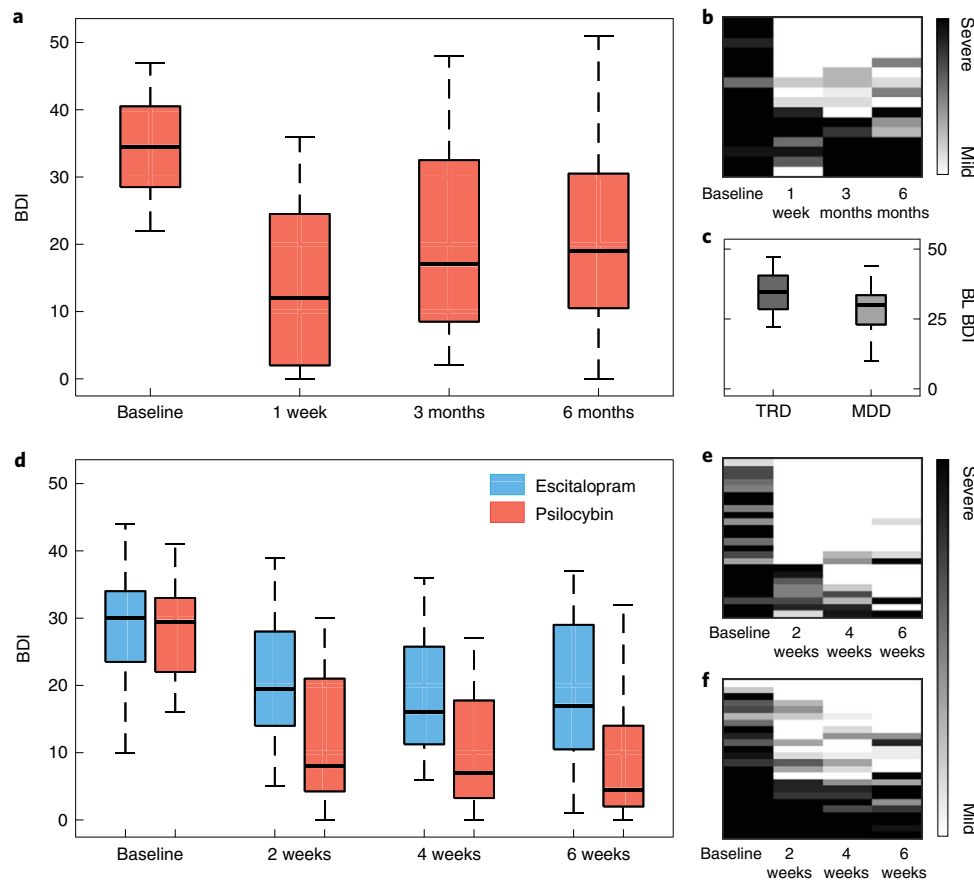 a
50
40
30
20
10
0
BDI
Baseline
1 week
3 months
6 months
b
Severe
Mild
Baseline
1
week
3
months
6
months
c
50
25
0
BL BDI
TRD
MDD
d
50
40
30
20
10
0
BDI
Escitalopram
Psilocybin
Baseline
2 weeks
4 weeks
6 weeks
e
Severe
Mild
Baseline
2
weeks
4
weeks
6
weeks
f
Baseline
2
weeks
4
weeks
6
weeks